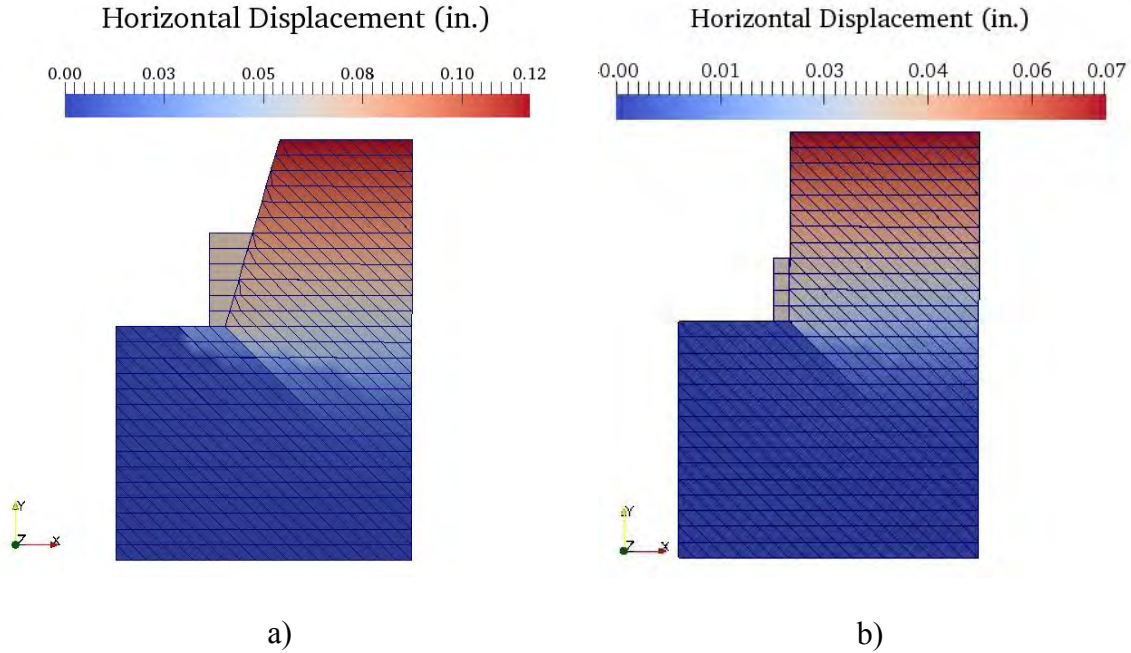 Horizontal Displacement (in.)
0.00 0.03 0.05 0.08 0.10 0.12
Y
Z X
a)
Horizontal Displacement (in.)
-0.00 0.01 0.03 0.04 0.06 0.07
Y
Z X
b)